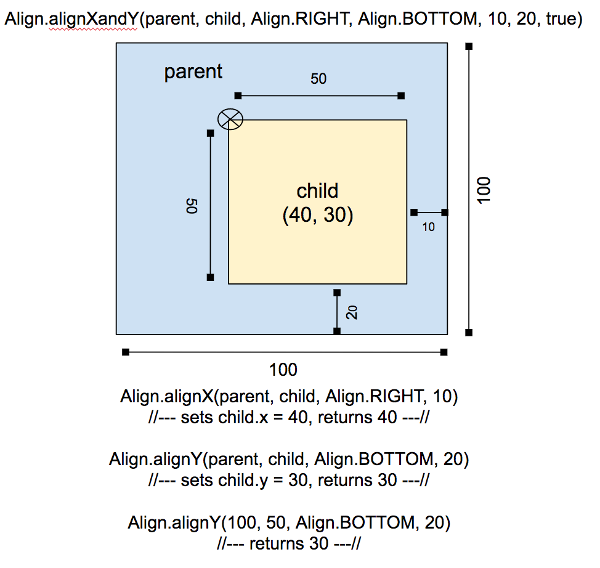 Align.alignXandY(parent, child, Align.RIGHT, Align.BOTTOM, 10, 20, true)
parent
50
50
child
(40, 30)
10
100
20
100
Align.alignX(parent, child, Align.RIGHT, 10)
//--- sets child.x = 40, returns 40 ---//
Align.alignY(parent, child, Align.BOTTOM, 20)
//--- sets child.y = 30, returns 30 ---//
Align.alignY(100, 50, Align.BOTTOM, 20)
//--- returns 30 ---//